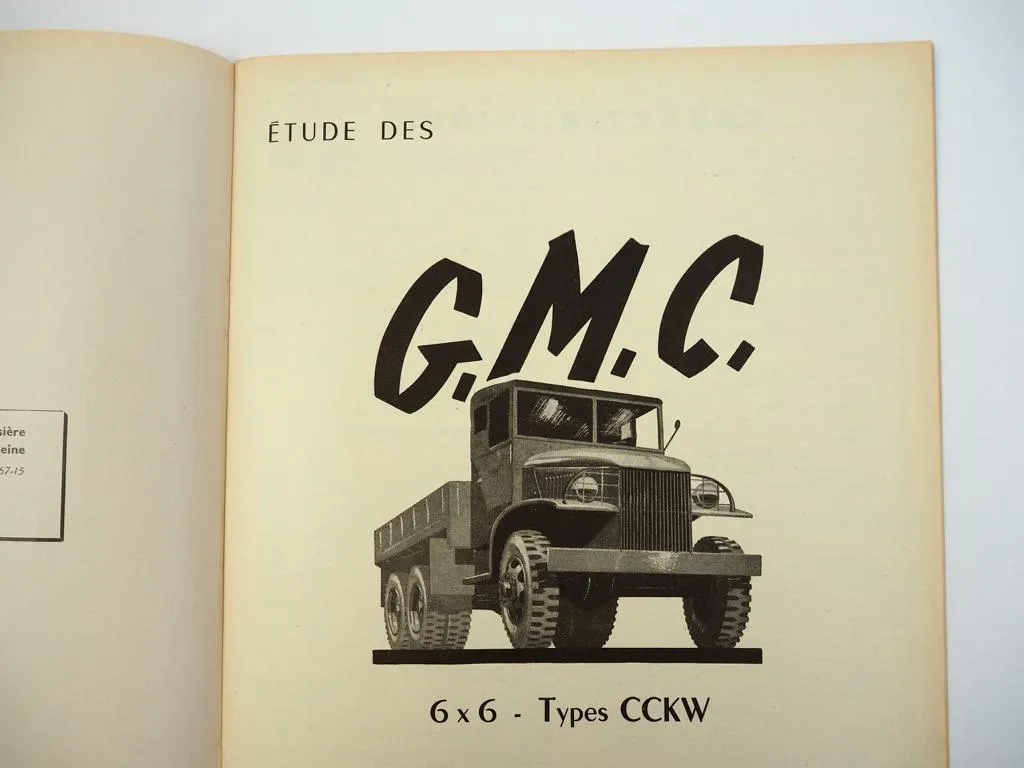 sière
eine
67-15
ÉTUDE DES
G.M.C.
6 x 6 - Types CCKW